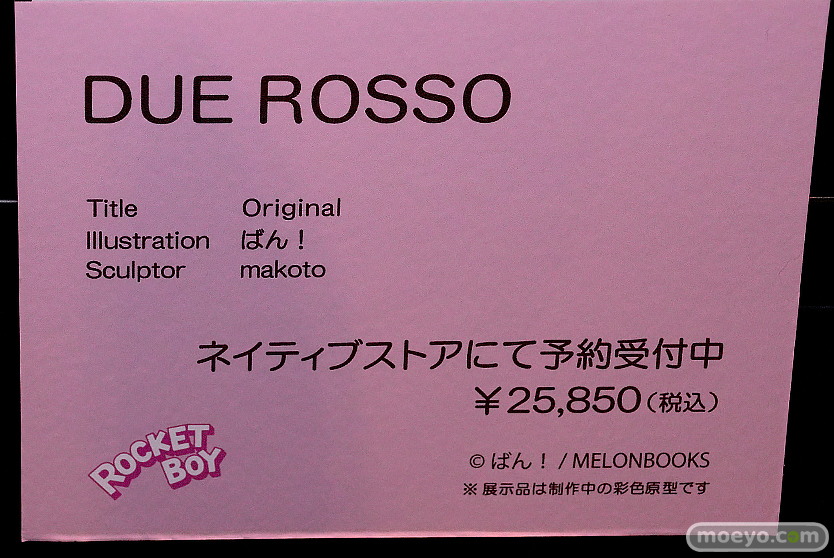 DUE ROSSO
Title Original
Illustration ばん！
Sculptor makoto
ネイティブストアにて予約受付中
￥25,850（税込）
ROCKET
BOY
© ばん！ / MELONBOOKS
※ 展示品は制作中の彩色原型です
moeyo.com